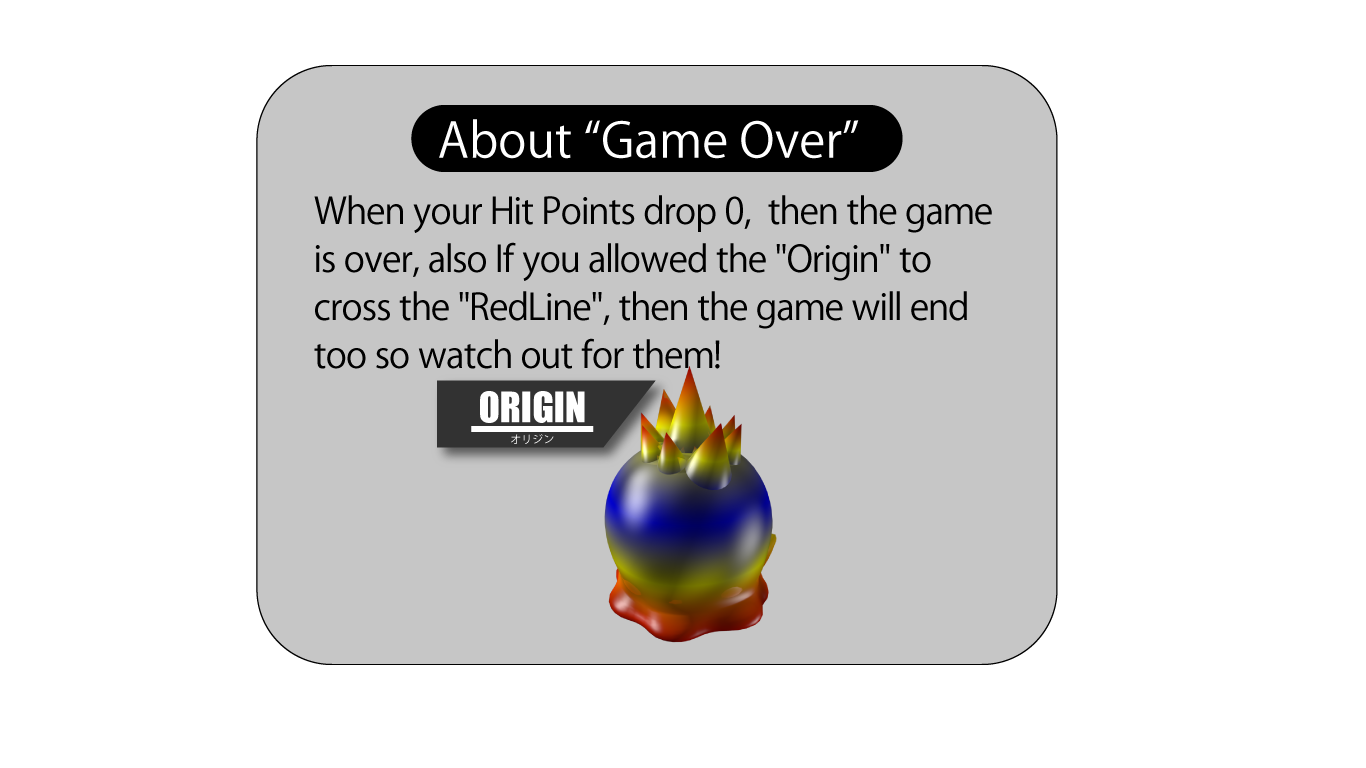 About “Game Over”
When your Hit Points drop 0,  then the game
is over, also If you allowed the "Origin" to
cross the "RedLine", then the game will end
too so watch out for them!
ORIGIN
オリジン